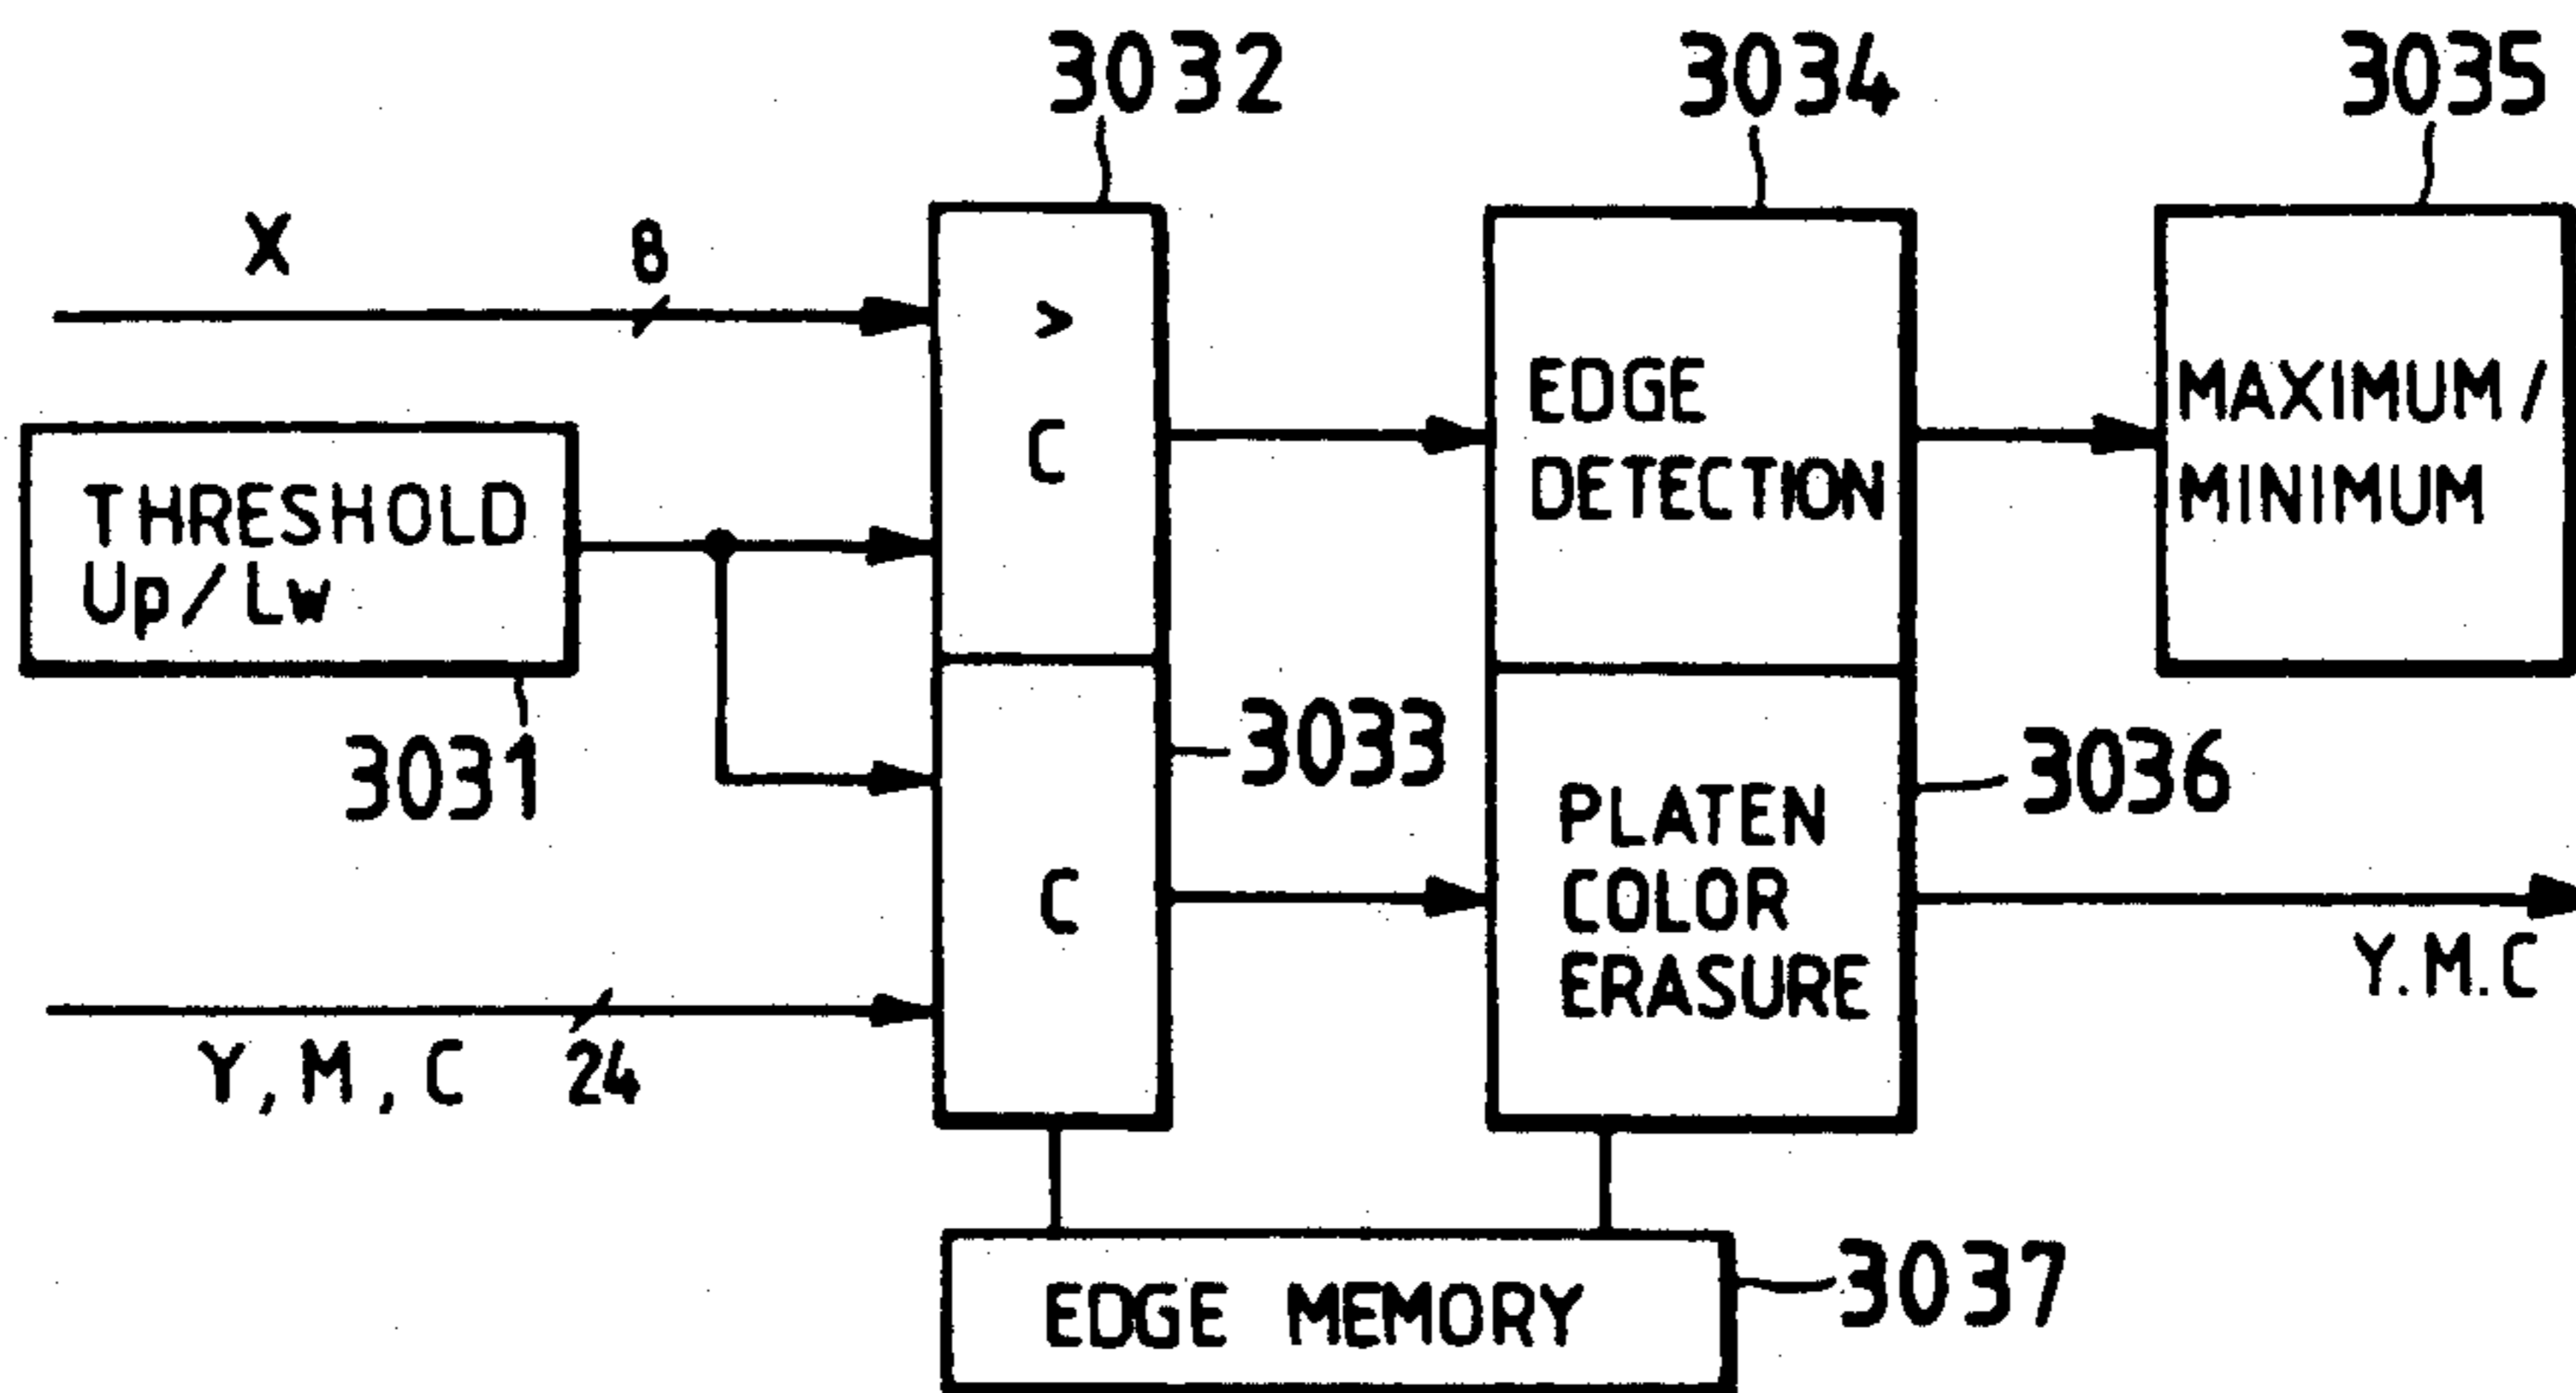 3032
3034
3035
X
8
>
C
EDGE
DETECTION
MAXIMUM /
MINIMUM
THRESHOLD
Up/Lw
3031
3033
3036
C
PLATEN
COLOR
ERASURE
Y.M.C
Y, M, C
24
EDGE MEMORY
3037